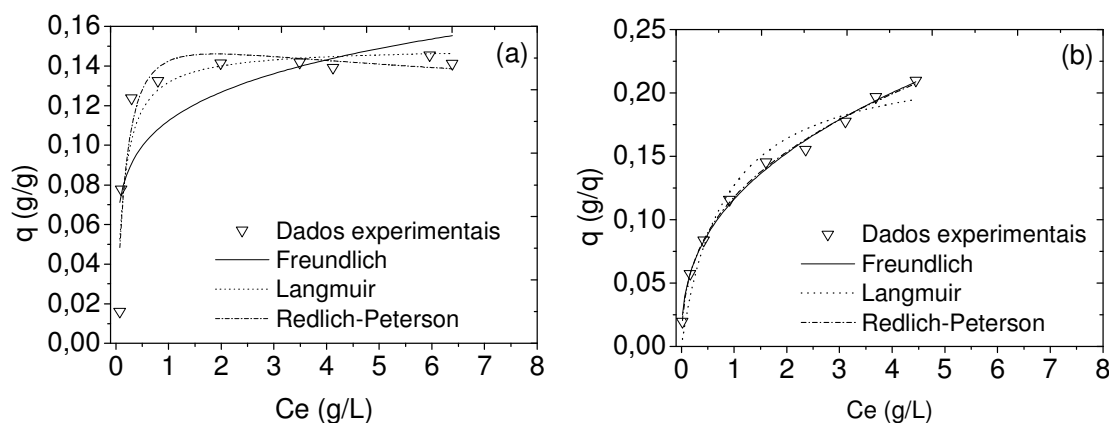 0,16
0,14
0,12
0,10
0,08
0,06
0,04
0,02
0,00
q (g/g)
(a)
Dados experimentais
Freundlich
Langmuir
Redlich-Peterson
0 1 2 3 4 5 6 7 8
Ce (g/L)
0,25
0,20
0,15
0,10
0,05
0,00
q (g/q)
(b)
Dados experimentais
Freundlich
Langmuir
Redlich-Peterson
0 1 2 3 4 5 6 7 8
Ce (g/L)